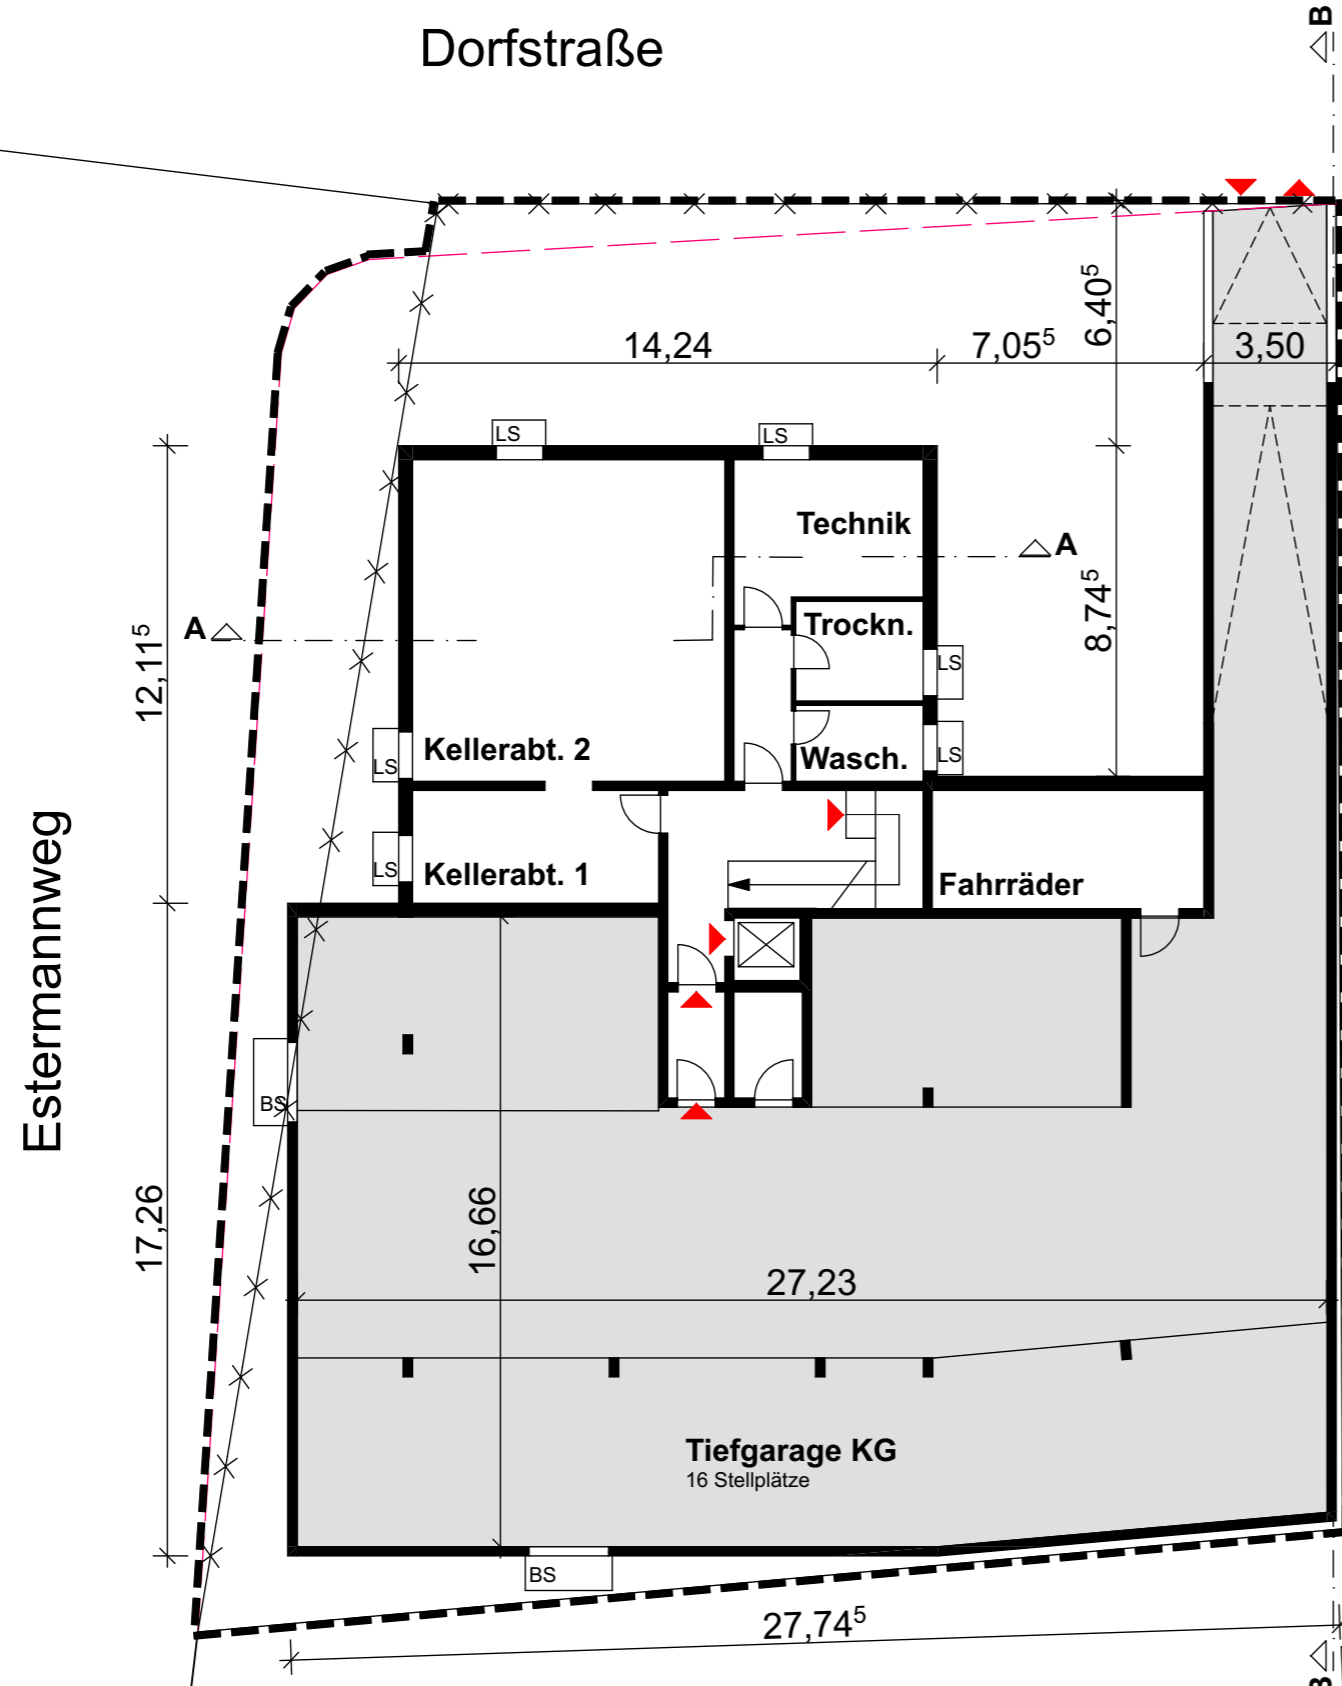 Dorfstraße
B
14,24
7,05⁵
6,40⁵
3,50
LS
LS
Technik
A
A
Trockn.
8,74⁵
12,11⁵
LS
Kellerabt. 2
LS
Wasch.
LS
Estermannweg
LS
Kellerabt. 1
Fahrräder
BS
17,26
16,66
27,23
Tiefgarage KG
16 Stellplätze
BS
27,74⁵
B